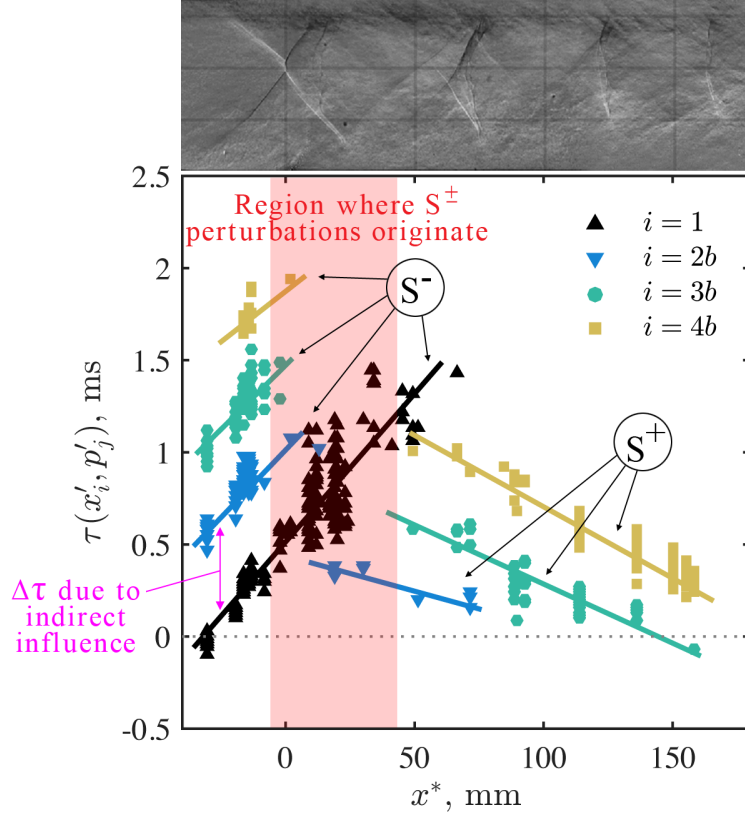 2.5
2
1.5
1
0.5
0
-0.5
τ(x′ᵢ, p′ⱼ), ms
Region where S±
perturbations originate
i = 1
i = 2b
i = 3b
i = 4b
S⁻
S⁺
Δτ due to
indirect
influence
0
50
100
150
x*, mm